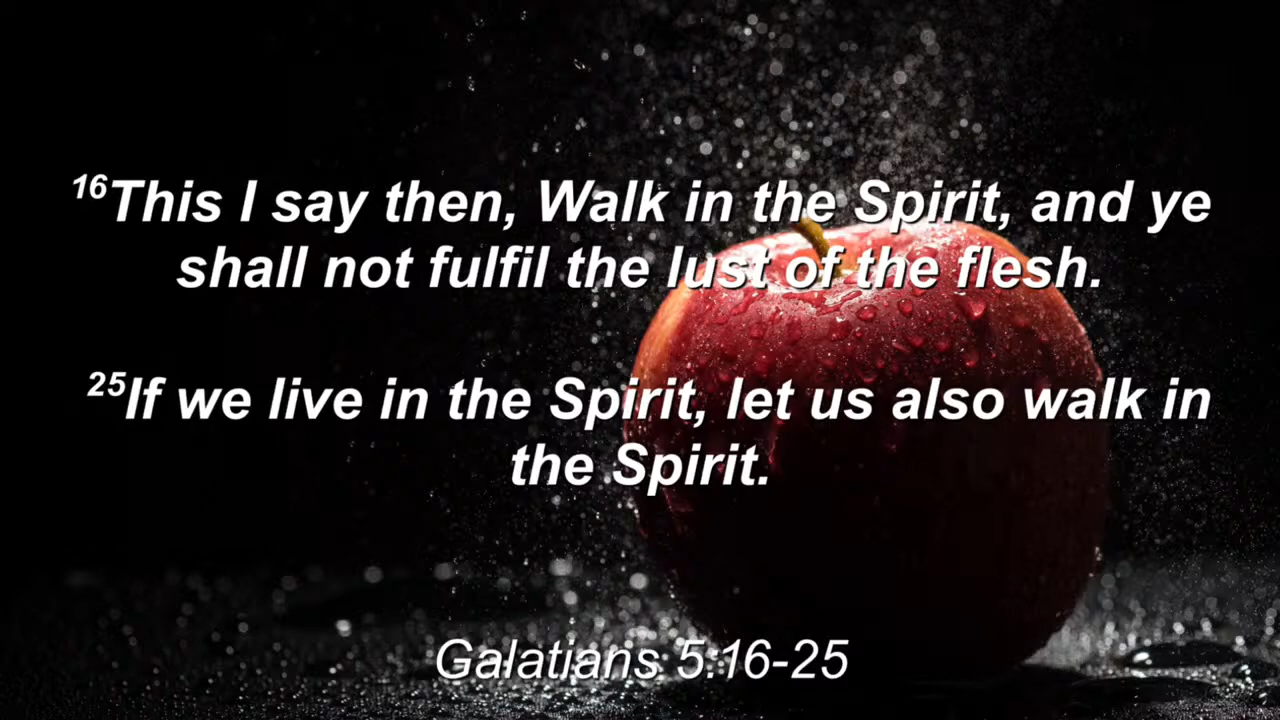 16This I say then, Walk in the Spirit, and ye
shall not fulfil the lust of the flesh.
25If we live in the Spirit, let us also walk in
the Spirit.
Galatians 5:16-25